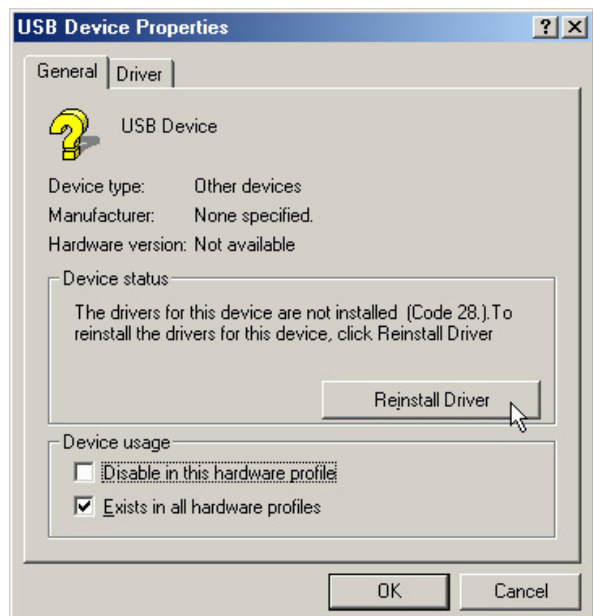 USB Device Properties
General Driver
USB Device
Device type: Other devices
Manufacturer: None specified.
Hardware version: Not available
Device status
The drivers for this device are not installed (Code 28.).To
reinstall the drivers for this device, click Reinstall Driver
Reinstall Driver
Device usage
Disable in this hardware profile
Exists in all hardware profiles
OK Cancel